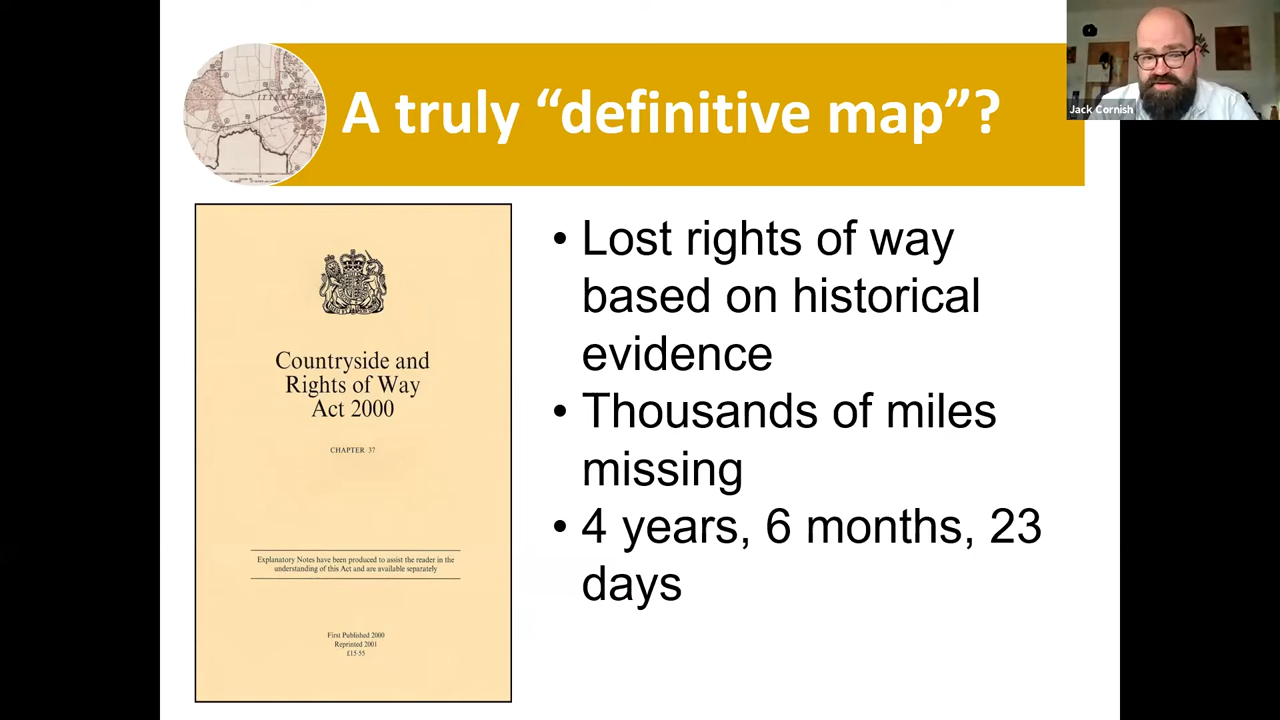 A truly “definitive map”?
Jack Cornish
Countryside and
Rights of Way
Act 2000
CHAPTER 37
Explanatory Notes have been produced to assist the reader in the
understanding of this Act and are available separately
First Published 2000
Reprinted 2001
£15·55
• Lost rights of way
based on historical
evidence
• Thousands of miles
missing
• 4 years, 6 months, 23
days